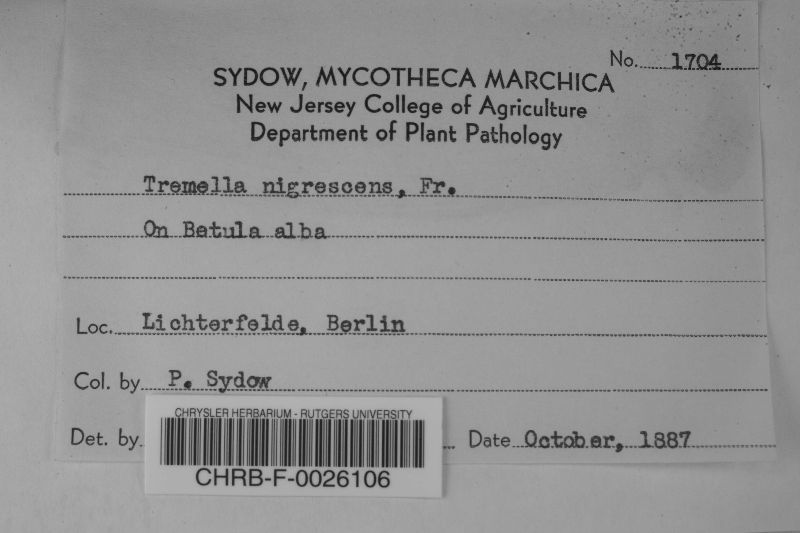 No. 1704
SYDOW, MYCOTHECA MARCHICA
New Jersey College of Agriculture
Department of Plant Pathology
Tremella nigrescens, Fr.
On Betula alba
Loc. Lichterfelde, Berlin
Col. by P. Sydow
Det. by
Date October, 1887
CHRYSLER HERBARIUM - RUTGERS UNIVERSITY
CHRB-F-0026106